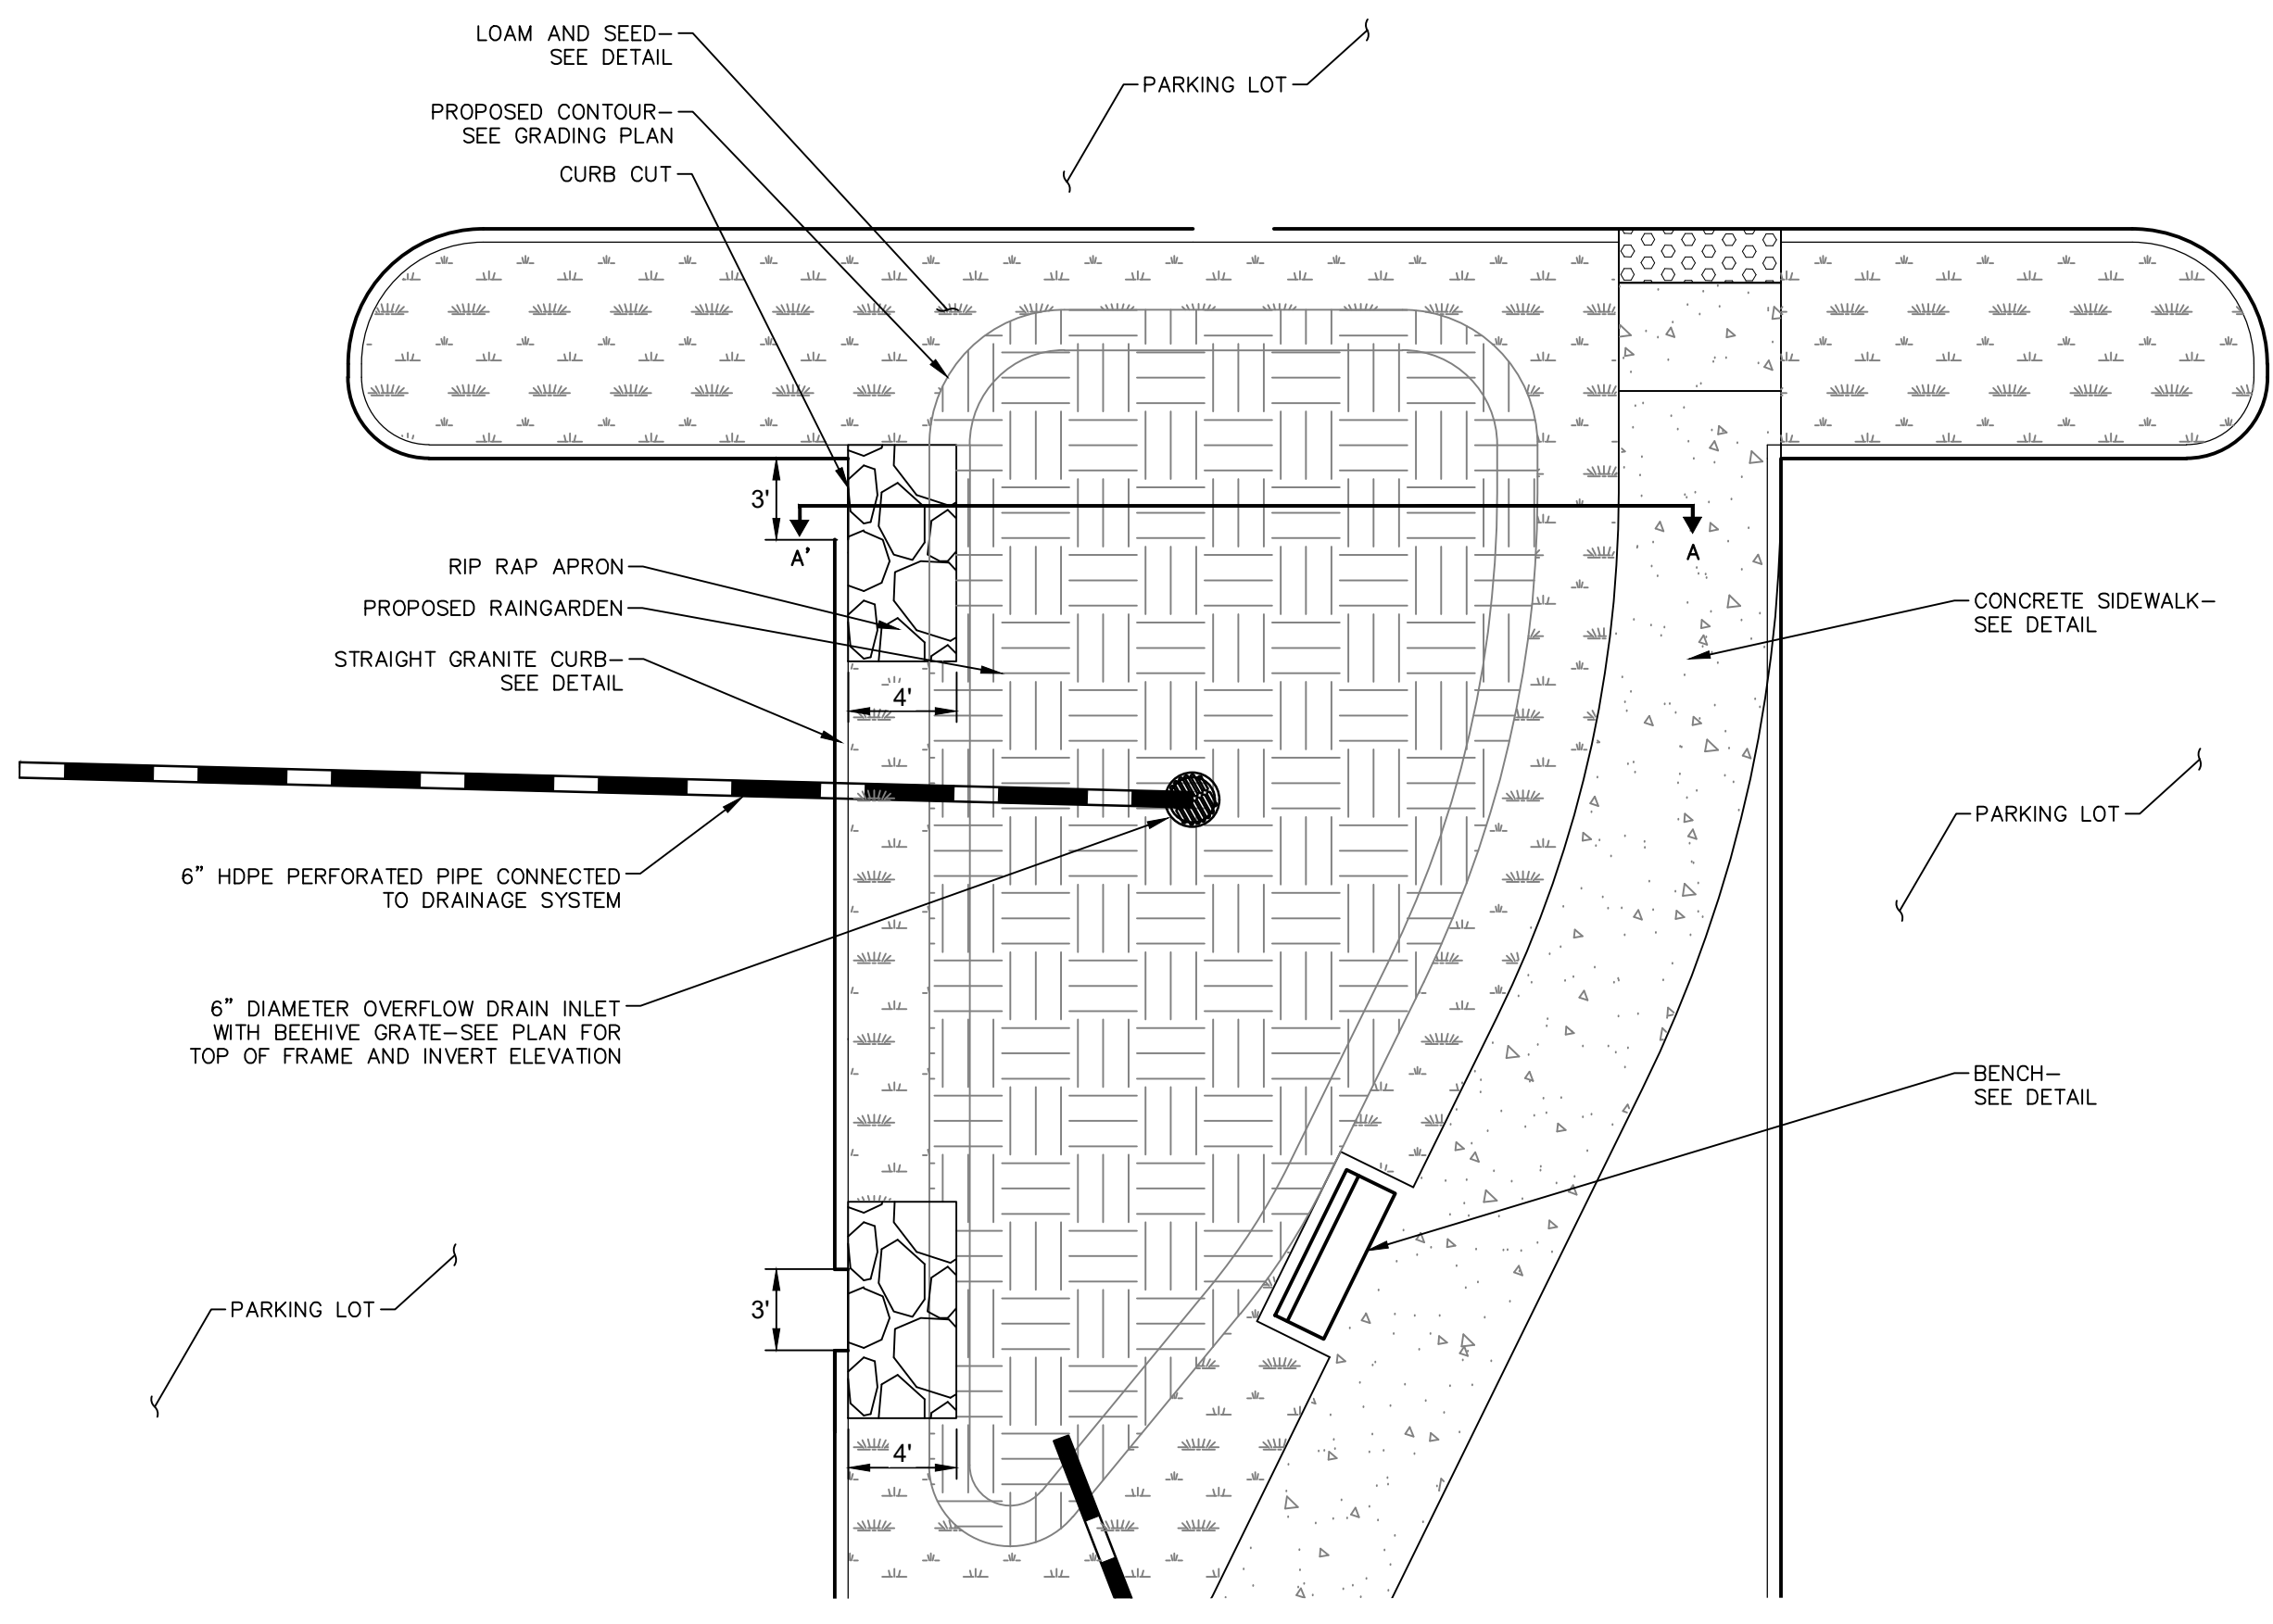 LOAM AND SEED–
SEE DETAIL
PARKING LOT
PROPOSED CONTOUR–
SEE GRADING PLAN
CURB CUT
3'
A'
A
RIP RAP APRON
PROPOSED RAINGARDEN
CONCRETE SIDEWALK–
SEE DETAIL
STRAIGHT GRANITE CURB–
SEE DETAIL
4'
PARKING LOT
6” HDPE PERFORATED PIPE CONNECTED
TO DRAINAGE SYSTEM
6” DIAMETER OVERFLOW DRAIN INLET
WITH BEEHIVE GRATE–SEE PLAN FOR
TOP OF FRAME AND INVERT ELEVATION
BENCH–
SEE DETAIL
PARKING LOT
3'
4'